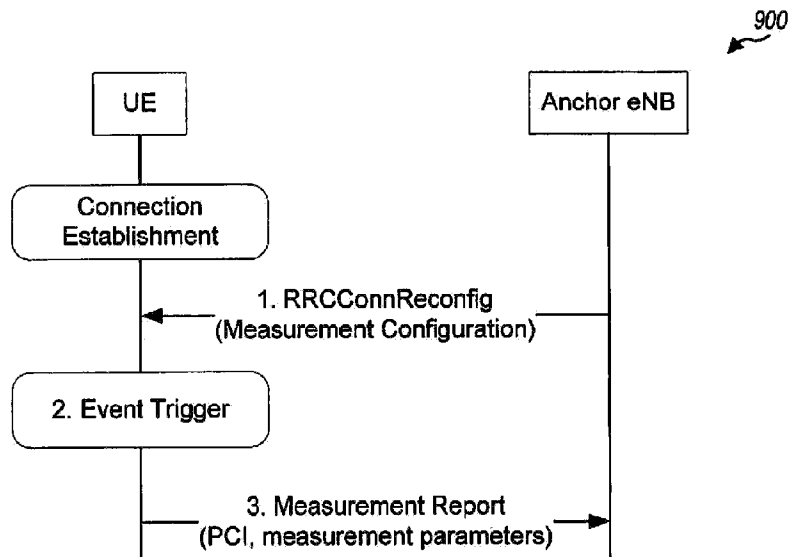 900
UE
Anchor eNB
Connection
Establishment
1. RRCConnReconfig
(Measurement Configuration)
2. Event Trigger
3. Measurement Report
(PCI, measurement parameters)